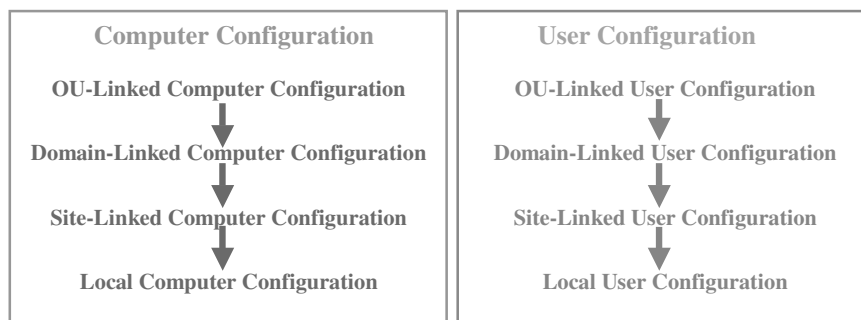 Computer Configuration
OU-Linked Computer Configuration
Domain-Linked Computer Configuration
Site-Linked Computer Configuration
Local Computer Configuration
User Configuration
OU-Linked User Configuration
Domain-Linked User Configuration
Site-Linked User Configuration
Local User Configuration